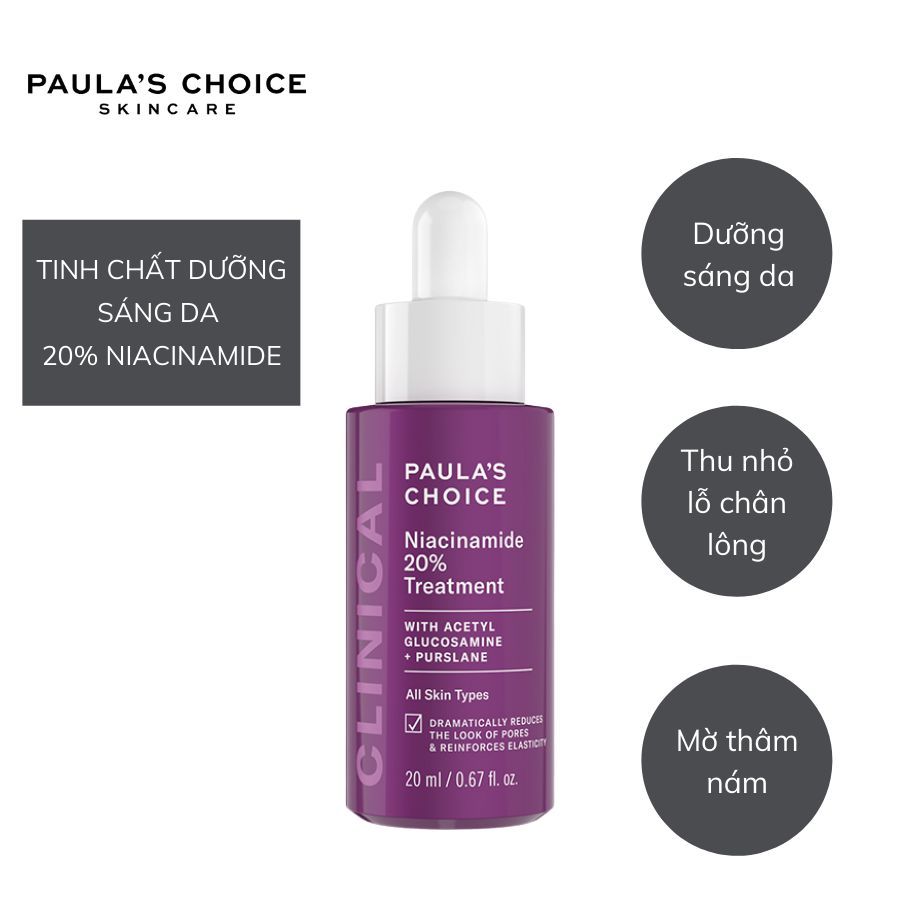 PAULA'S CHOICE
SKINCARE
TINH CHẤT DƯỠNG
SÁNG DA
20% NIACINAMIDE
CLINICAL
PAULA'S
CHOICE
Niacinamide
20%
Treatment
WITH ACETYL
GLUCOSAMINE
+ PURSLANE
All Skin Types
DRAMATICALLY REDUCES
THE LOOK OF PORES
& REINFORCES ELASTICITY
20 ml / 0.67 fl. oz.
Dưỡng
sáng da
Thu nhỏ
lỗ chân
lông
Mờ thâm
nám